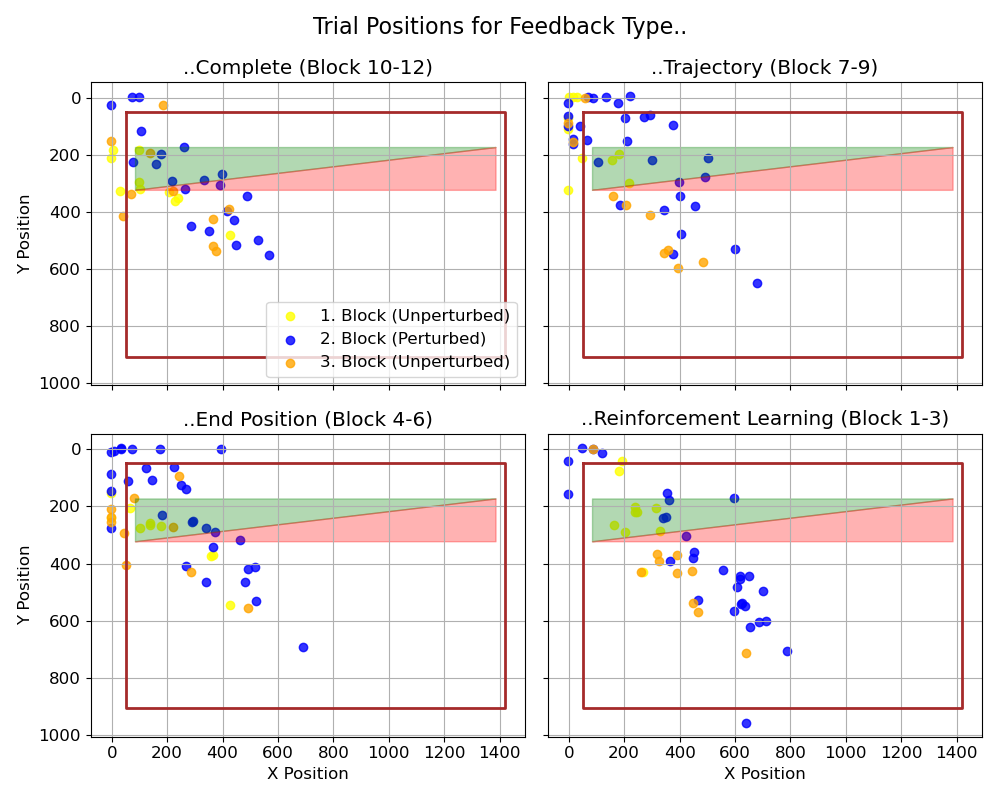 Trial Positions for Feedback Type..
..Complete (Block 10-12)
..Trajectory (Block 7-9)
Y Position
0
200
400
600
800
1000
1. Block (Unperturbed)
2. Block (Perturbed)
3. Block (Unperturbed)
..End Position (Block 4-6)
..Reinforcement Learning (Block 1-3)
Y Position
0
200
400
600
800
1000
0 200 400 600 800 1000 1200 1400
X Position
0 200 400 600 800 1000 1200 1400
X Position